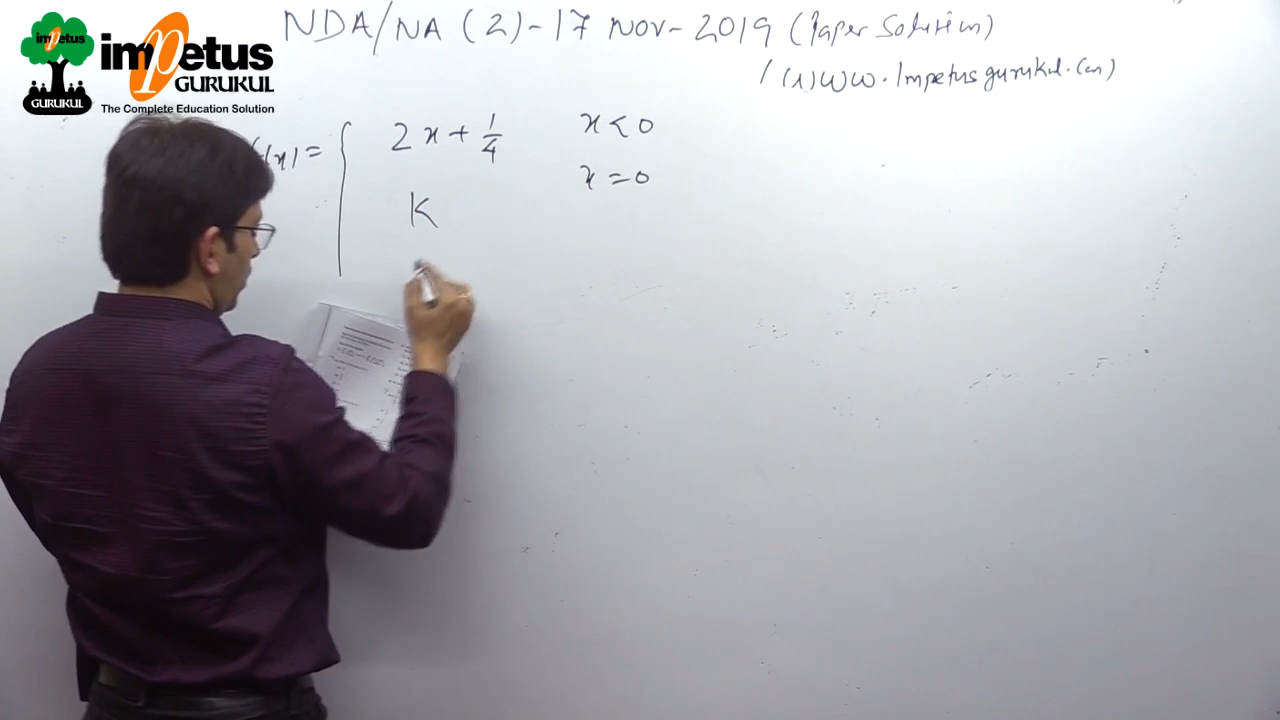 impetus
GURUKUL
impetus
GURUKUL
The Complete Education Solution
NDA/NA (2)-17 Nov-2019 (Paper Solution)
www.Impetusgurukul.com
f(x) = { 2x + 1/4 x < 0
K x = 0